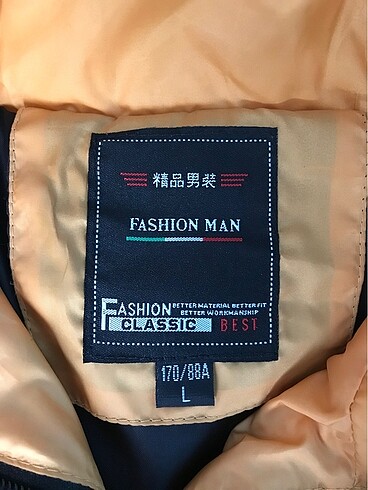 精品男装
FASHION MAN
FASHION BETTER MATERIAL BETTER FIT
BETTER WORKMANSHIP
CLASSIC BEST
170/88A
L